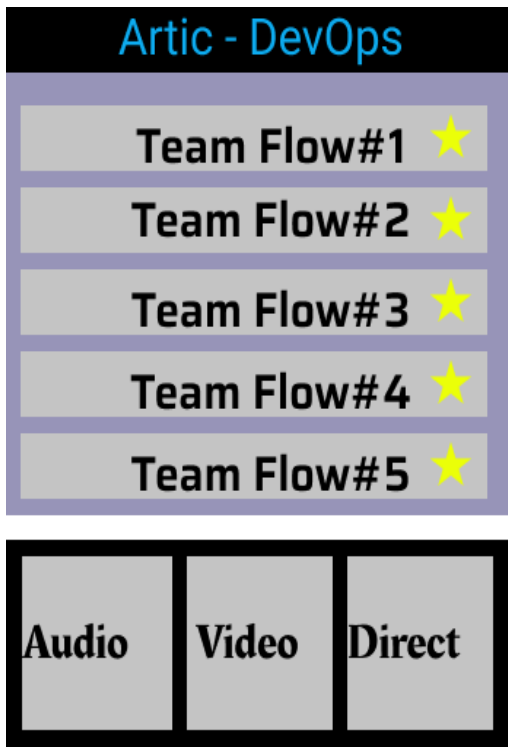 Artic - DevOps
Team Flow#1
Team Flow#2
Team Flow#3
Team Flow#4
Team Flow#5
Audio Video Direct